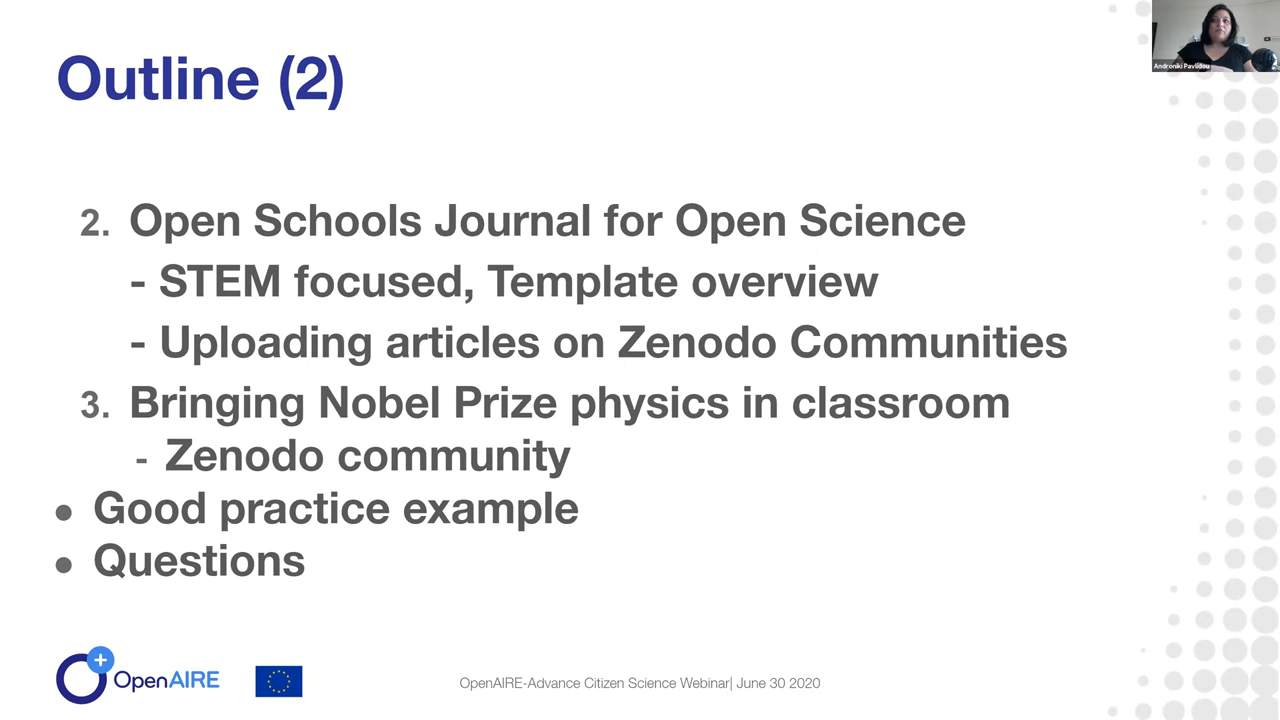 Outline (2)
Androniki Pavlidou
2. Open Schools Journal for Open Science
- STEM focused, Template overview
- Uploading articles on Zenodo Communities
3. Bringing Nobel Prize physics in classroom
- Zenodo community
• Good practice example
• Questions
OpenAIRE
OpenAIRE-Advance Citizen Science Webinar| June 30 2020